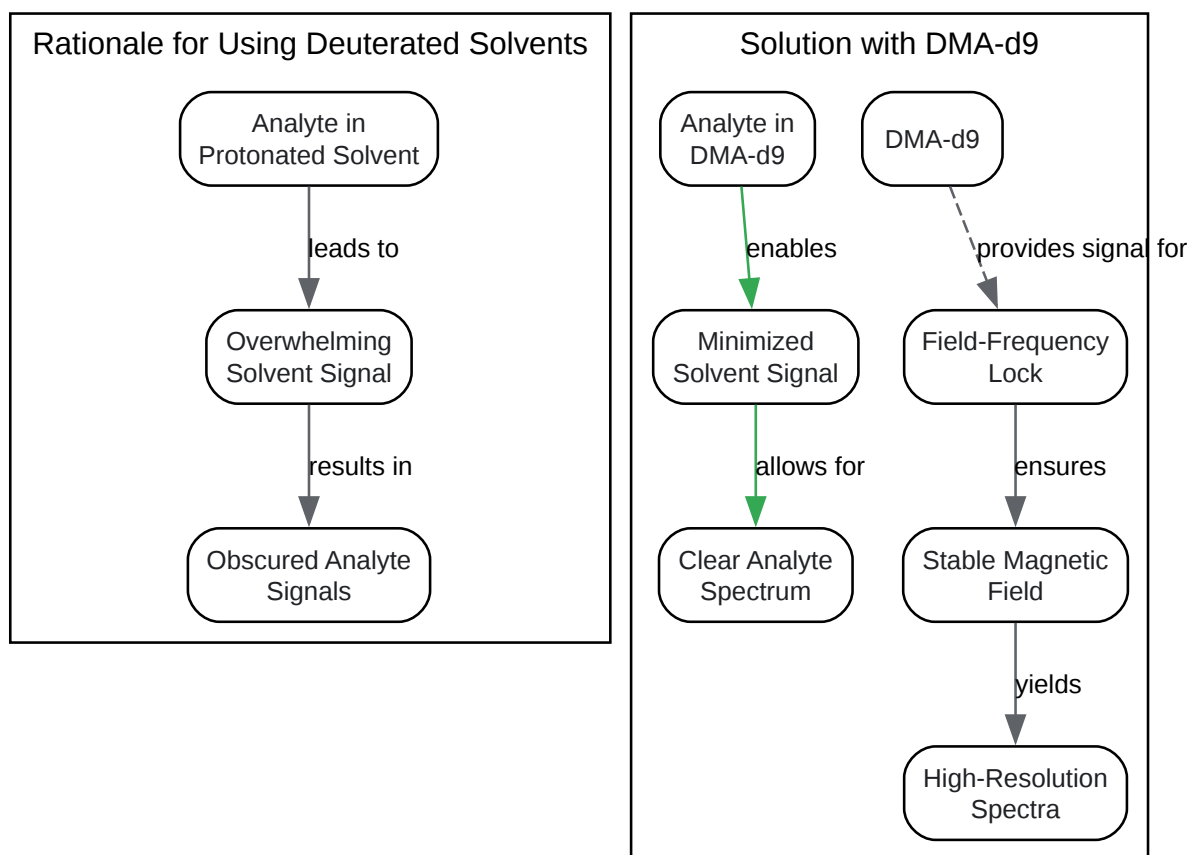 Rationale for Using Deuterated Solvents
Analyte in
Protonated Solvent
leads to
Overwhelming
Solvent Signal
results in
Obscured Analyte
Signals
Solution with DMA-d9
Analyte in
DMA-d9
enables
Minimized
Solvent Signal
allows for
Clear Analyte
Spectrum
DMA-d9
provides signal for
Field-Frequency
Lock
ensures
Stable Magnetic
Field
yields
High-Resolution
Spectra